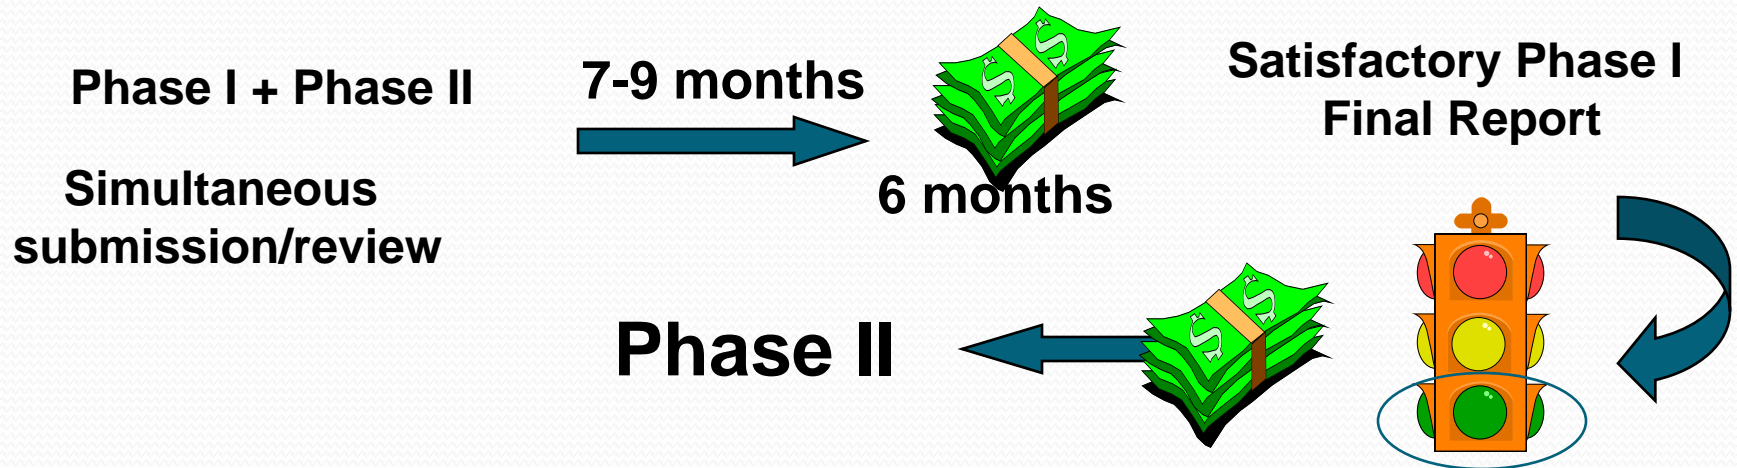 Phase I + Phase II
Simultaneous
submission/review
7-9 months
6 months
Satisfactory Phase I
Final Report
Phase II